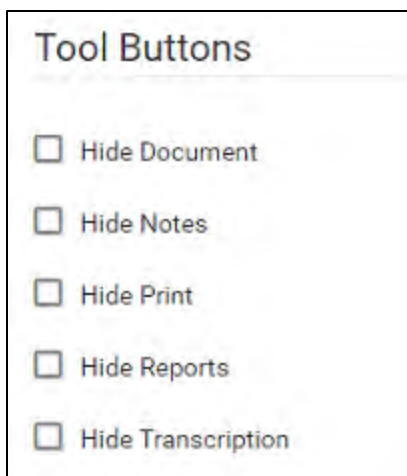 Tool Buttons
Hide Document
Hide Notes
Hide Print
Hide Reports
Hide Transcription